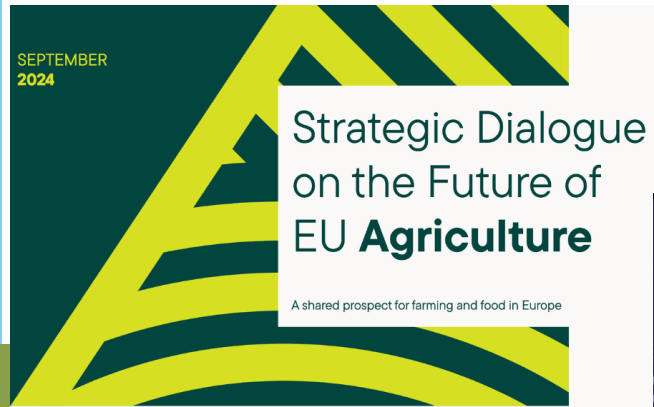 SEPTEMBER
2024
Strategic Dialogue
on the Future of
EU Agriculture
A shared prospect for farming and food in Europe